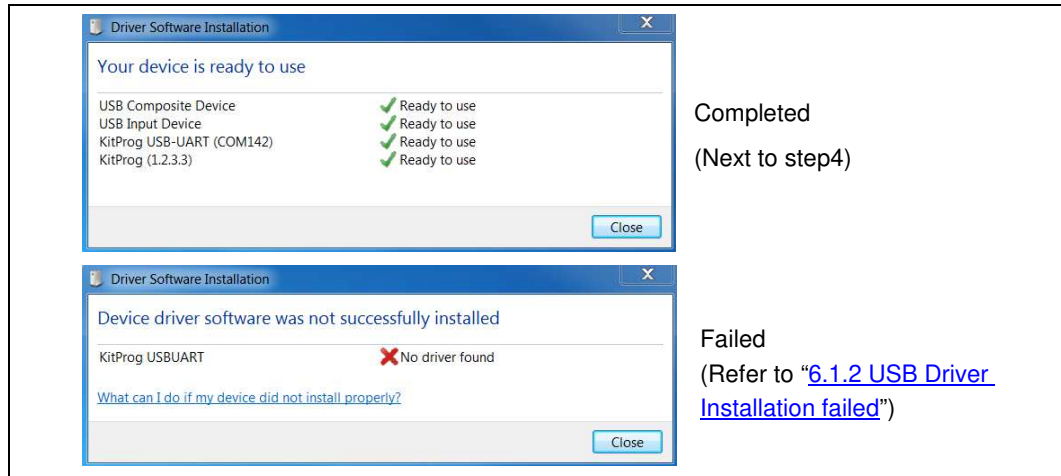 Driver Software Installation
X
Your device is ready to use
USB Composite Device Ready to use
USB Input Device Ready to use
KitProg USB-UART (COM142) Ready to use
KitProg (1.2.3.3) Ready to use
Close
Completed
(Next to step4)
Driver Software Installation
X
Device driver software was not successfully installed
KitProg USBUART No driver found
What can I do if my device did not install properly?
Close
Failed
(Refer to “6.1.2 USB Driver
Installation failed”)